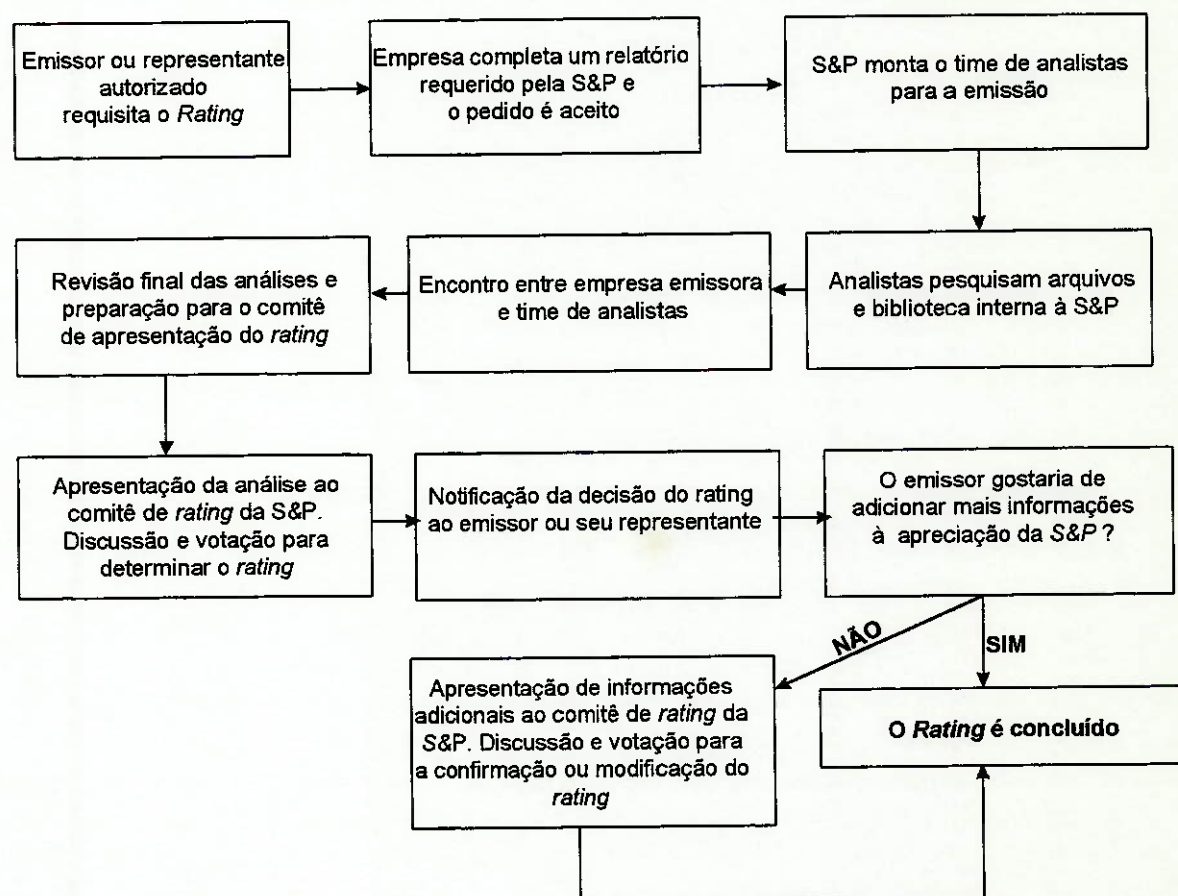 Emissor ou representante
autorizado
requisita o Rating
Empresa completa um relatório
requerido pela S&P e
o pedido é aceito
S&P monta o time de analistas
para a emissão
Analistas pesquisam arquivos
e biblioteca interna à S&P
Encontro entre empresa emissora
e time de analistas
Revisão final das análises e
preparação para o comitê
de apresentação do rating
Apresentação da análise ao
comitê de rating da S&P.
Discussão e votação para
determinar o rating
Notificação da decisão do rating
ao emissor ou seu representante
O emissor gostaria de
adicionar mais informações
à apreciação da S&P ?
NÃO
SIM
Apresentação de informações
adicionais ao comitê de rating da
S&P. Discussão e votação para
a confirmação ou modificação do
rating
O Rating é concluído